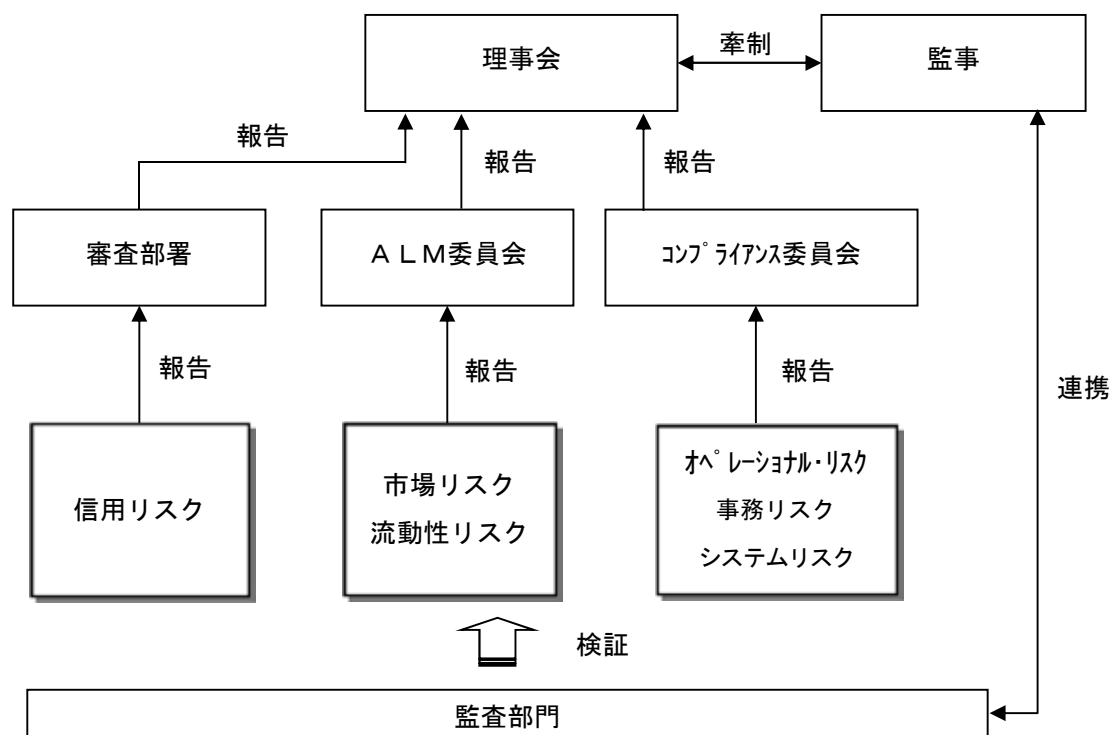 理事会
牽制
監事
報告
報告
報告
審査部署
ＡＬＭ委員会
ｺﾝﾌﾟﾗｲｱﾝｽ委員会
報告
報告
報告
連携
信用リスク
市場リスク
流動性リスク
ｵﾍﾟﾚｰｼｮﾅﾙ･ﾘｽｸ
事務リスク
システムリスク
検証
監査部門